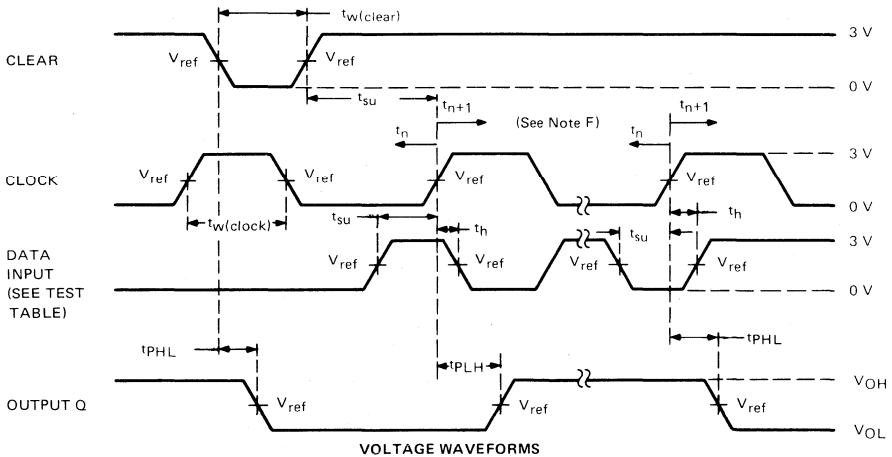 tw(clear)
3 V
CLEAR
Vref
Vref
0 V
tsu
tn+1
tn
(See Note F)
tn
tn+1
3 V
CLOCK
Vref
Vref
Vref
Vref
0 V
tw(clock)
tsu
th
tsu
th
3 V
DATA
INPUT
(SEE TEST
TABLE)
Vref
Vref
Vref
Vref
0 V
tPHL
tPLH
tPHL
VOH
OUTPUT Q
Vref
Vref
Vref
VOL
VOLTAGE WAVEFORMS